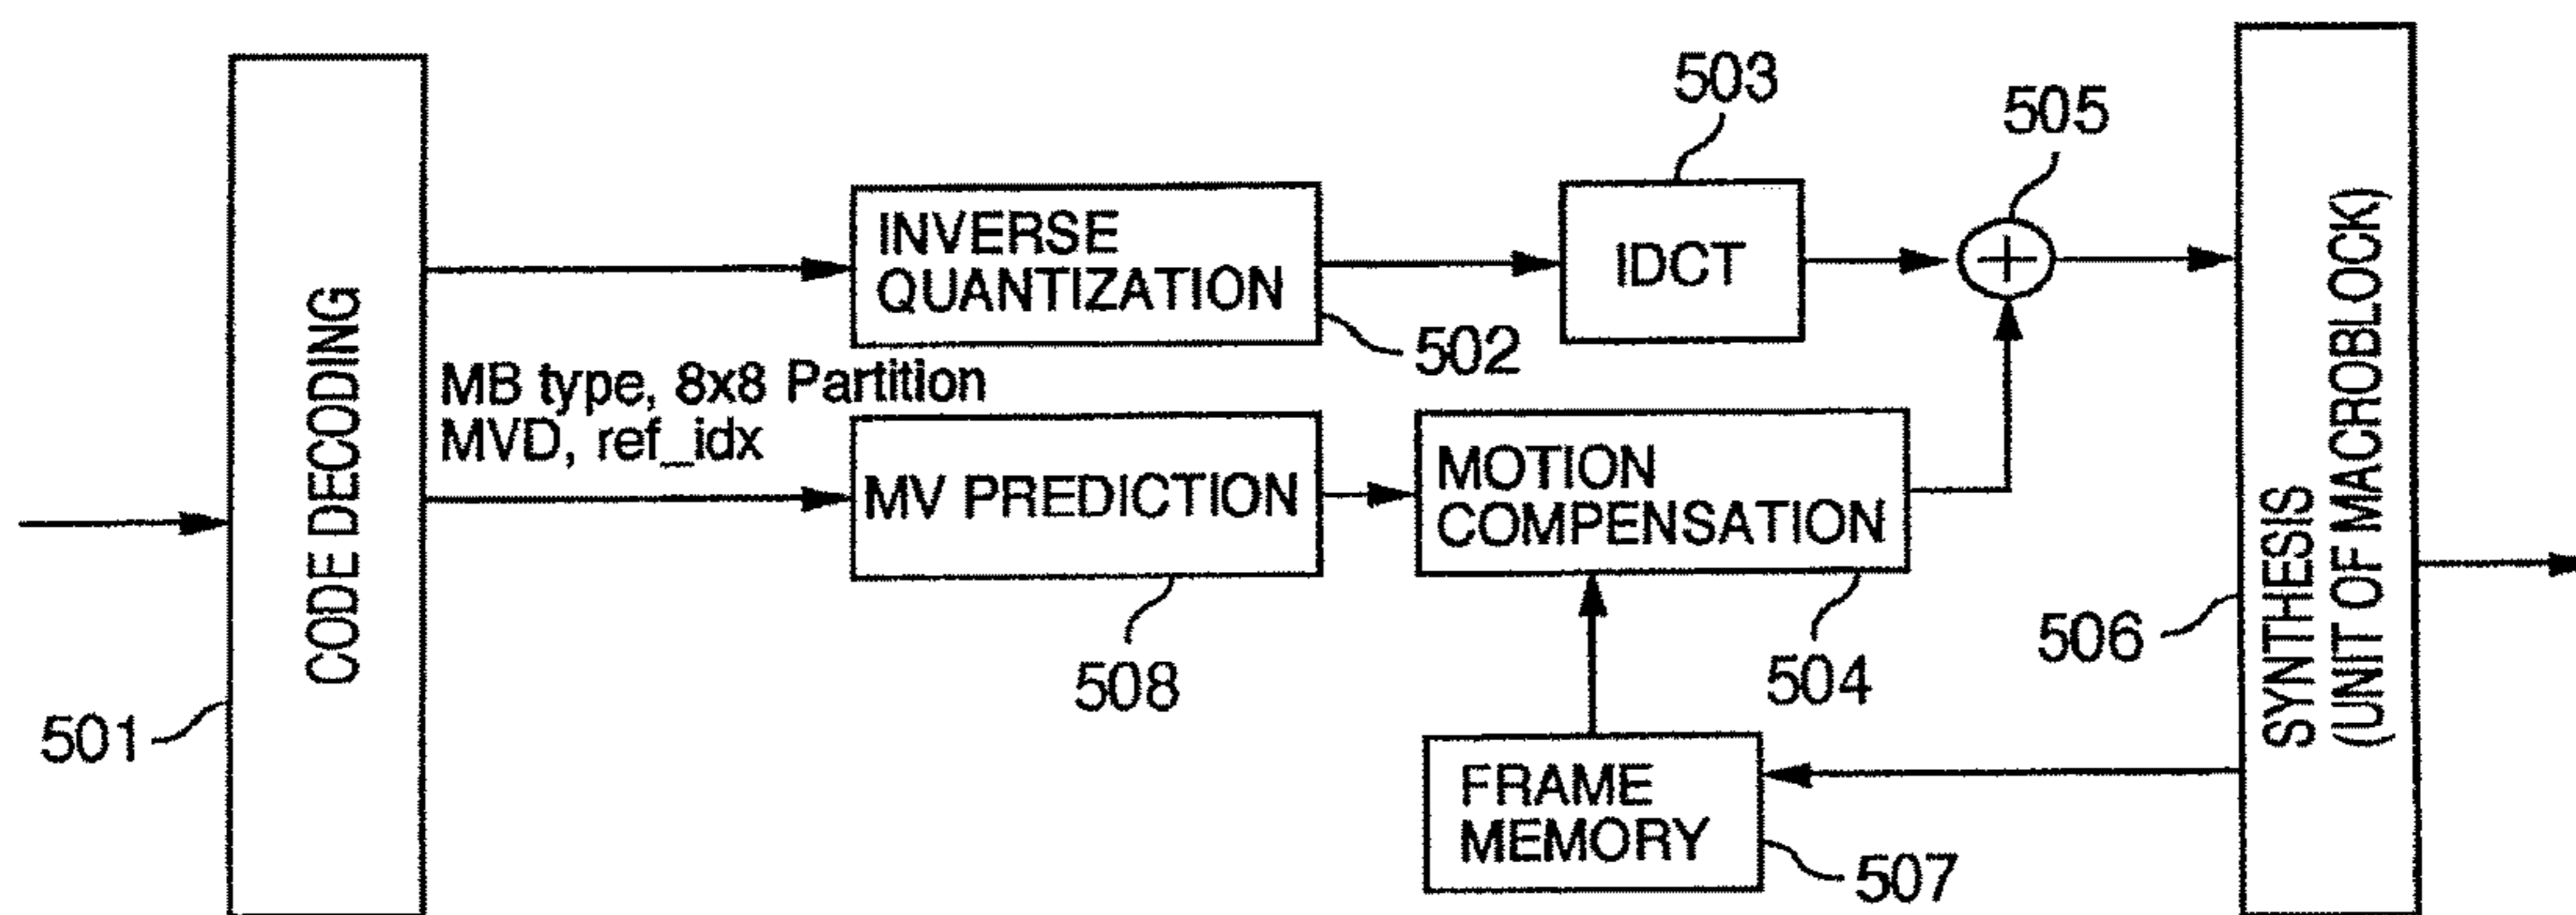 503
505
INVERSE
QUANTIZATION
IDCT
502
CODE DECODING
MB type, 8x8 Partition
MVD, ref_idx
MV PREDICTION
MOTION
COMPENSATION
SYNTHESIS
(UNIT OF MACROBLOCK)
501
508
504
506
FRAME
MEMORY
507